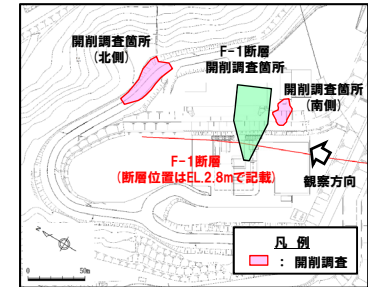 開削調査箇所
(北側)
F-1断層
開削調査箇所
開削調査箇所
(南側)
F-1断層
(断層位置はEL.2.8mで記載)
観察方向
N
凡 例
: 開削調査
0
50m